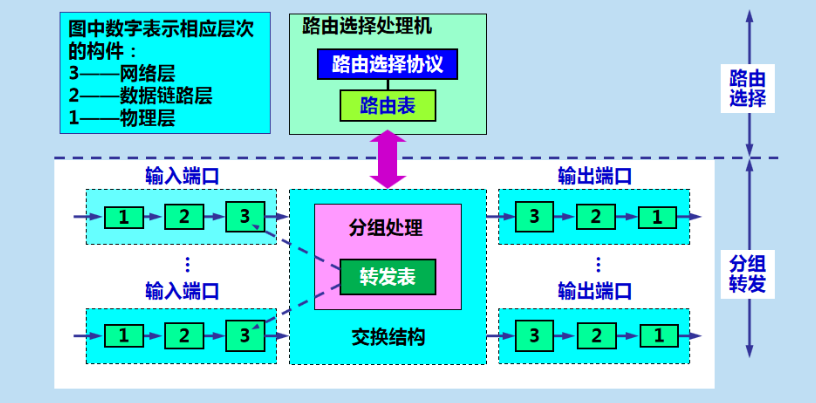 图中数字表示相应层次
的构件：
3——网络层
2——数据链路层
1——物理层
路由选择处理机
路由选择协议
路由表
路由
选择
输入端口
1
2
3
输出端口
3
2
1
分组处理
转发表
交换结构
分组
转发
…
输入端口
1
2
3
…
输出端口
3
2
1